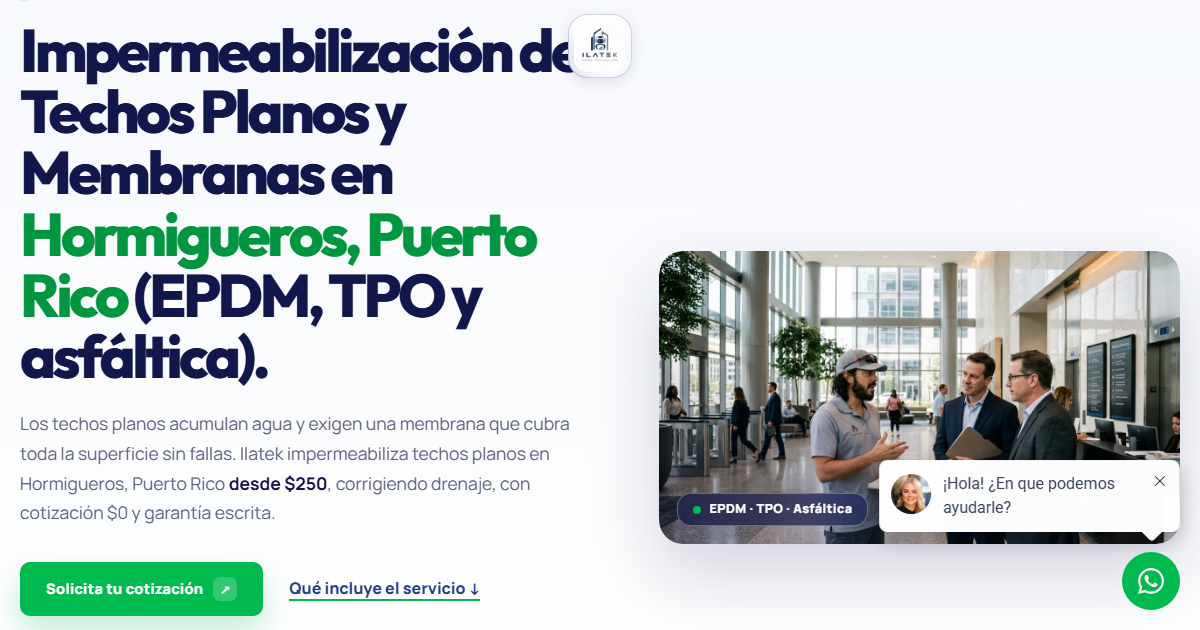 Impermeabilización de
Techos Planos y
Membranas en
Hormigueros, Puerto
Rico (EPDM, TPO y
asfáltica).
ILATEK
Los techos planos acumulan agua y exigen una membrana que cubra
toda la superficie sin fallas. Ilatek impermeabiliza techos planos en
Hormigueros, Puerto Rico desde $250, corrigiendo drenaje, con
cotización $0 y garantía escrita.
Solicita tu cotización ↗
Qué incluye el servicio ↓
EPDM · TPO · Asfáltica
¡Hola! ¿En que podemos
ayudarle?